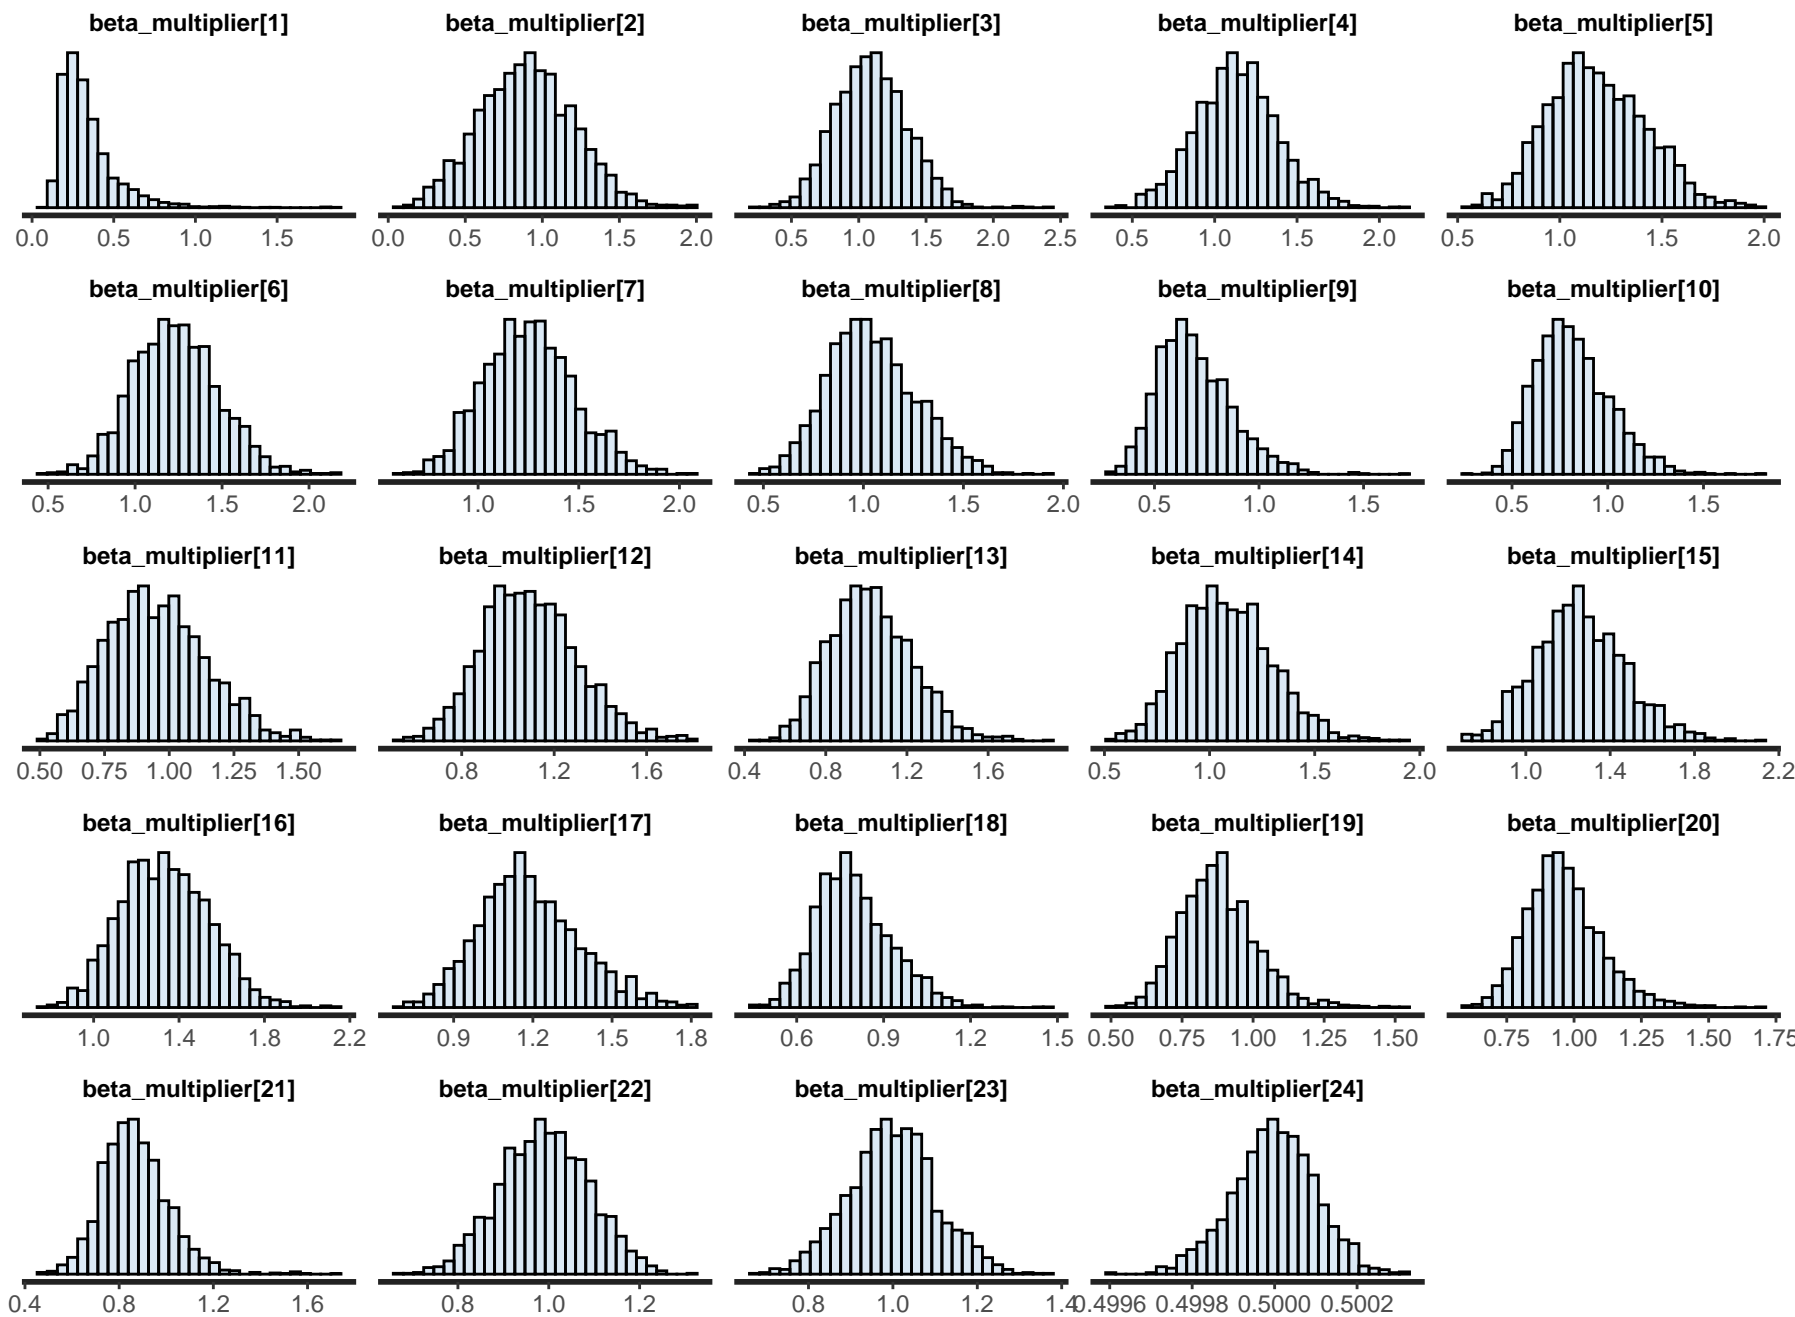 beta_multiplier[1] beta_multiplier[2] beta_multiplier[3] beta_multiplier[4] beta_multiplier[5]
0.0 0.5 1.0 1.5 0.0 0.5 1.0 1.5 2.0 0.5 1.0 1.5 2.0 2.5 0.5 1.0 1.5 2.0 0.5 1.0 1.5 2.0
beta_multiplier[6] beta_multiplier[7] beta_multiplier[8] beta_multiplier[9] beta_multiplier[10]
0.5 1.0 1.5 2.0 1.0 1.5 2.0 0.5 1.0 1.5 2.0 0.5 1.0 1.5 0.5 1.0 1.5
beta_multiplier[11] beta_multiplier[12] beta_multiplier[13] beta_multiplier[14] beta_multiplier[15]
0.50 0.75 1.00 1.25 1.50 0.8 1.2 1.6 0.4 0.8 1.2 1.6 0.5 1.0 1.5 2.0 1.0 1.4 1.8 2.2
beta_multiplier[16] beta_multiplier[17] beta_multiplier[18] beta_multiplier[19] beta_multiplier[20]
1.0 1.4 1.8 2.2 0.9 1.2 1.5 1.8 0.6 0.9 1.2 1.5 0.50 0.75 1.00 1.25 1.50 0.75 1.00 1.25 1.50 1.75
beta_multiplier[21] beta_multiplier[22] beta_multiplier[23] beta_multiplier[24]
0.4 0.8 1.2 1.6 0.8 1.0 1.2 0.8 1.0 1.2 1.4 0.4996 0.4998 0.5000 0.5002